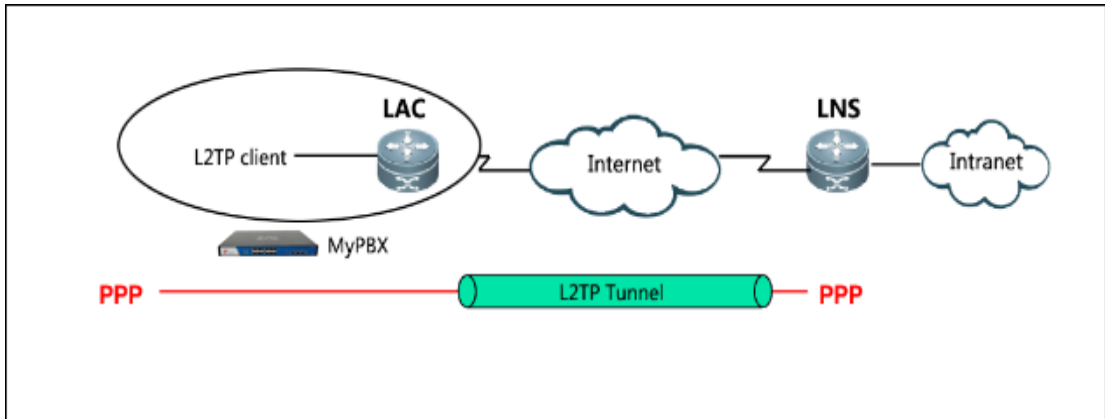 LAC
LNS
L2TP client
Internet
Intranet
MyPBX
PPP
L2TP Tunnel
PPP